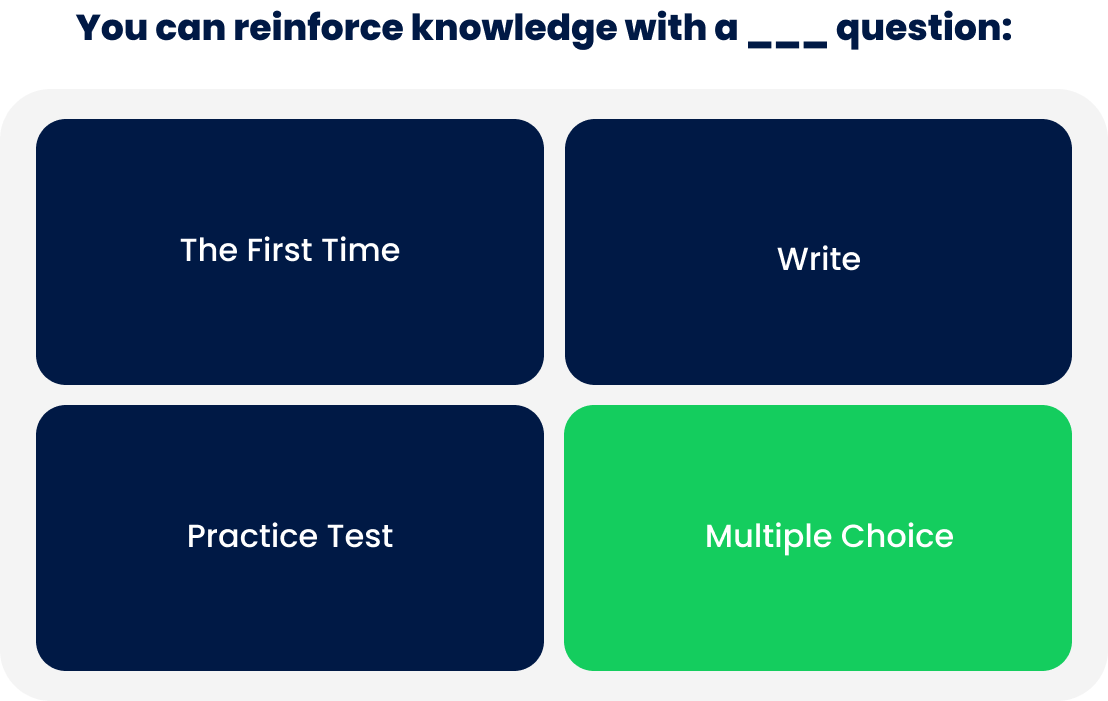 You can reinforce knowledge with a ___ question:
The First Time
Write
Practice Test
Multiple Choice